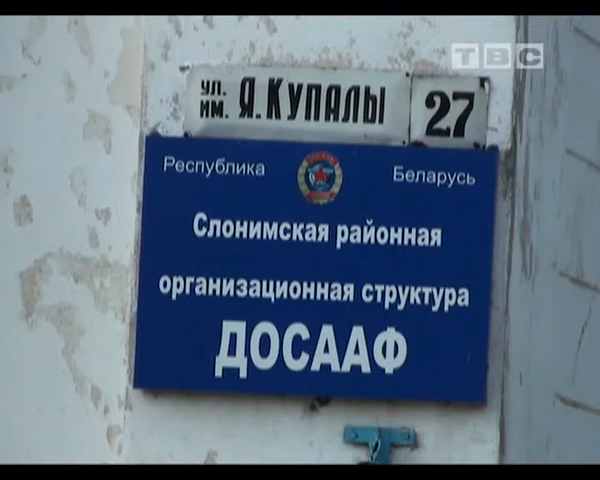 ТВС
ул.
им. Я. Купалы 27
Республика Беларусь
Слонимская районная
организационная структура
ДОСААФ